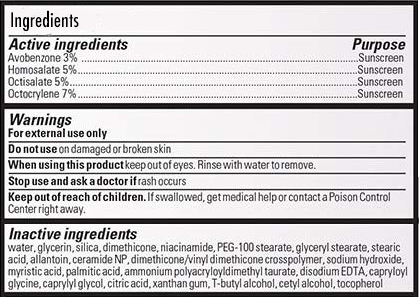 Ingredients
Active ingredients Purpose
Avobenzone 3% ........ Sunscreen
Homosalate 5% ........ Sunscreen
Octisalate 5% ........ Sunscreen
Octocrylene 7% ........ Sunscreen
Warnings
For external use only
Do not use on damaged or broken skin
When using this product keep out of eyes. Rinse with water to remove.
Stop use and ask a doctor if rash occurs
Keep out of reach of children. If swallowed, get medical help or contact a Poison Control
Center right away.
Inactive ingredients
water, glycerin, silica, dimethicone, niacinamide, PEG-100 stearate, glyceryl stearate, stearic
acid, allantoin, ceramide NP, dimethicone/vinyl dimethicone crosspolymer, sodium hydroxide,
myristic acid, palmitic acid, ammonium polyacryloyldimethyl taurate, disodium EDTA, capryloyl
glycine, caprylyl glycol, citric acid, xanthan gum, T-butyl alcohol, cetyl alcohol, tocopherol